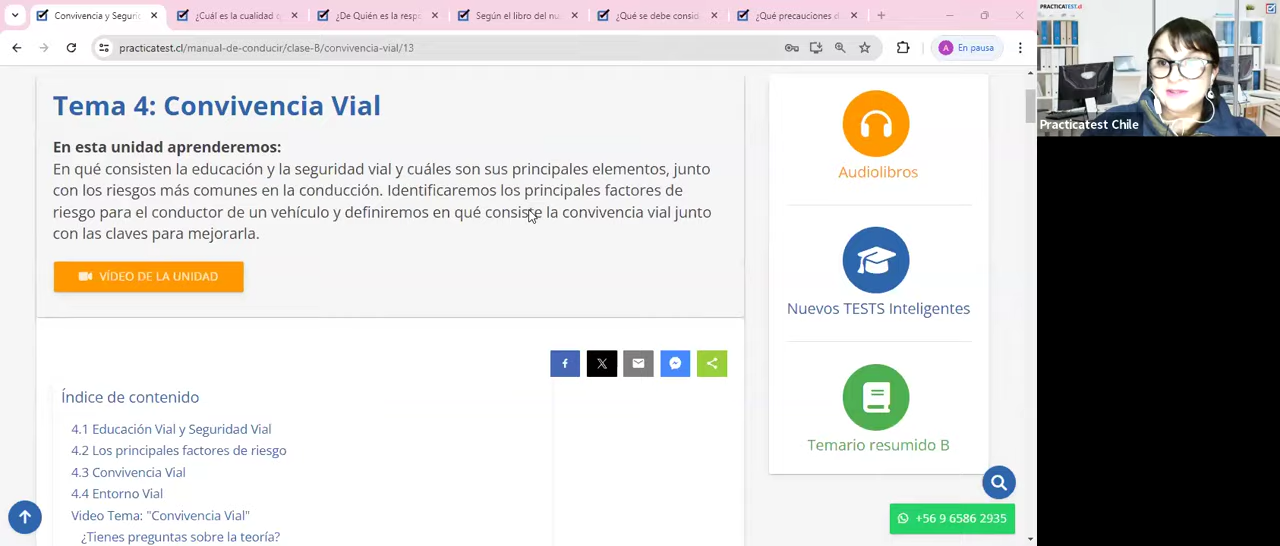 Convivencia y Seguri
¿Cuál es la cualidad
¿De Quién es la resp
Según el libro del nu
¿Qué se debe consid
¿Qué precauciones d
practicatest.cl/manual-de-conducir/clase-B/convivencia-vial/13
A
En pausa
PRACTICATEST.CL
Practicatest Chile
Tema 4: Convivencia Vial
En esta unidad aprenderemos:
En qué consisten la educación y la seguridad vial y cuáles son sus principales elementos, junto
con los riesgos más comunes en la conducción. Identificaremos los principales factores de
riesgo para el conductor de un vehículo y definiremos en qué consiste la convivencia vial junto
con las claves para mejorarla.
VÍDEO DE LA UNIDAD
Índice de contenido
4.1 Educación Vial y Seguridad Vial
4.2 Los principales factores de riesgo
4.3 Convivencia Vial
4.4 Entorno Vial
Video Tema: "Convivencia Vial"
¿Tienes preguntas sobre la teoría?
Audiolibros
Nuevos TESTS Inteligentes
Temario resumido B
+56 9 6586 2935